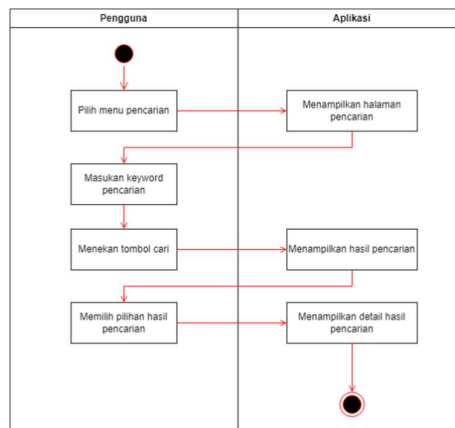 Pengguna
Aplikasi
Pilih menu pencarian
Menampilkan halaman
pencarian
Masukan keyword
pencarian
Menekan tombol cari
Menampilkan hasil pencarian
Memilih pilihan hasil
pencarian
Menampilkan detail hasil
pencarian